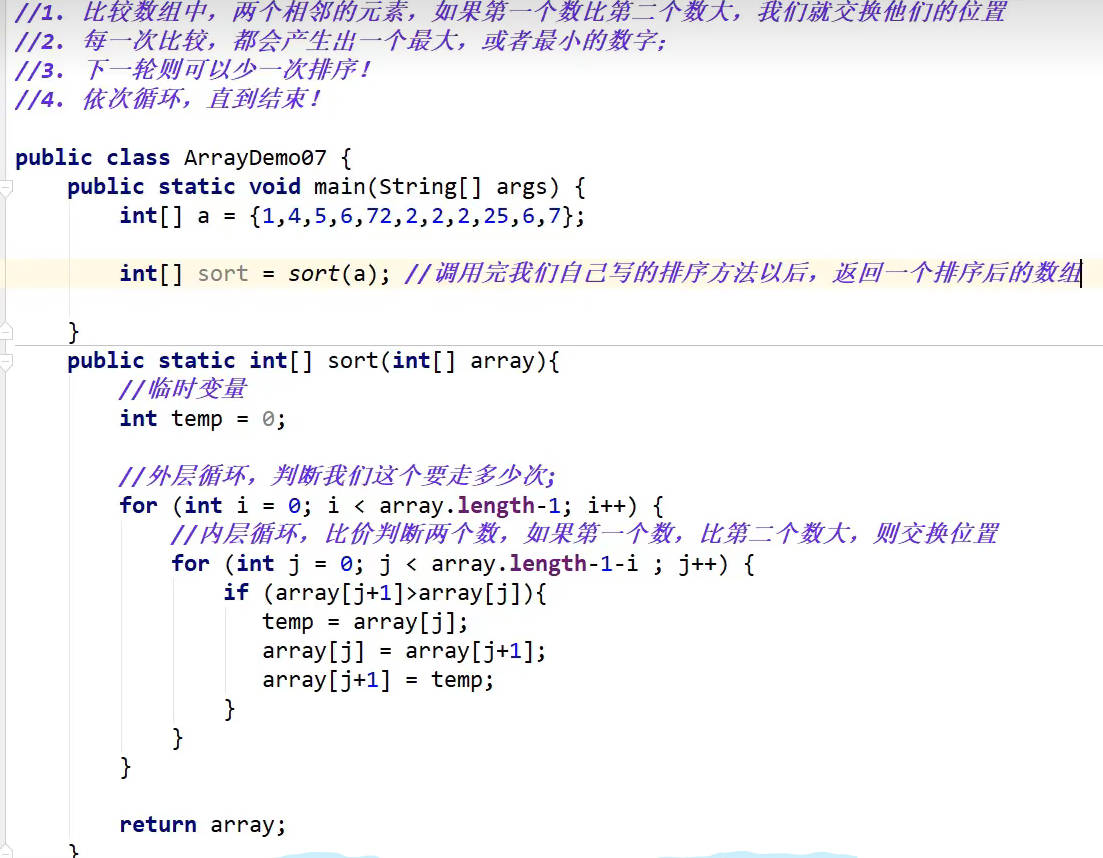 //1. 比较数组中，两个相邻的元素，如果第一个数比第二个数大，我们就交换他们的位置
//2. 每一次比较，都会产生出一个最大，或者最小的数字；
//3. 下一轮则可以少一次排序！
//4. 依次循环，直到结束！
public class ArrayDemo07 {
    public static void main(String[] args) {
        int[] a = {1,4,5,6,72,2,2,2,25,6,7};
        int[] sort = sort(a); //调用完我们自己写的排序方法以后，返回一个排序后的数组
    }
    public static int[] sort(int[] array){
        //临时变量
        int temp = 0;
        //外层循环，判断我们这个要走多少次；
        for (int i = 0; i < array.length-1; i++) {
            //内层循环，比价判断两个数，如果第一个数，比第二个数大，则交换位置
            for (int j = 0; j < array.length-1-i ; j++) {
                if (array[j+1]>array[j]){
                    temp = array[j];
                    array[j] = array[j+1];
                    array[j+1] = temp;
                }
            }
        }
        return array;
    }